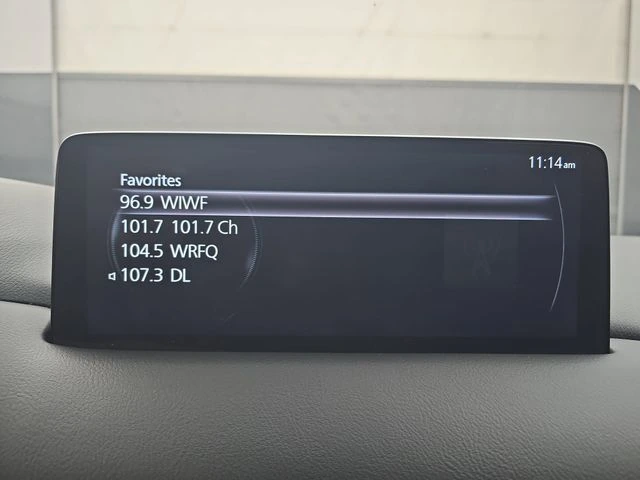 11:14am
Favorites
96.9 WIWF
101.7 101.7 Ch
104.5 WRFQ
107.3 DL